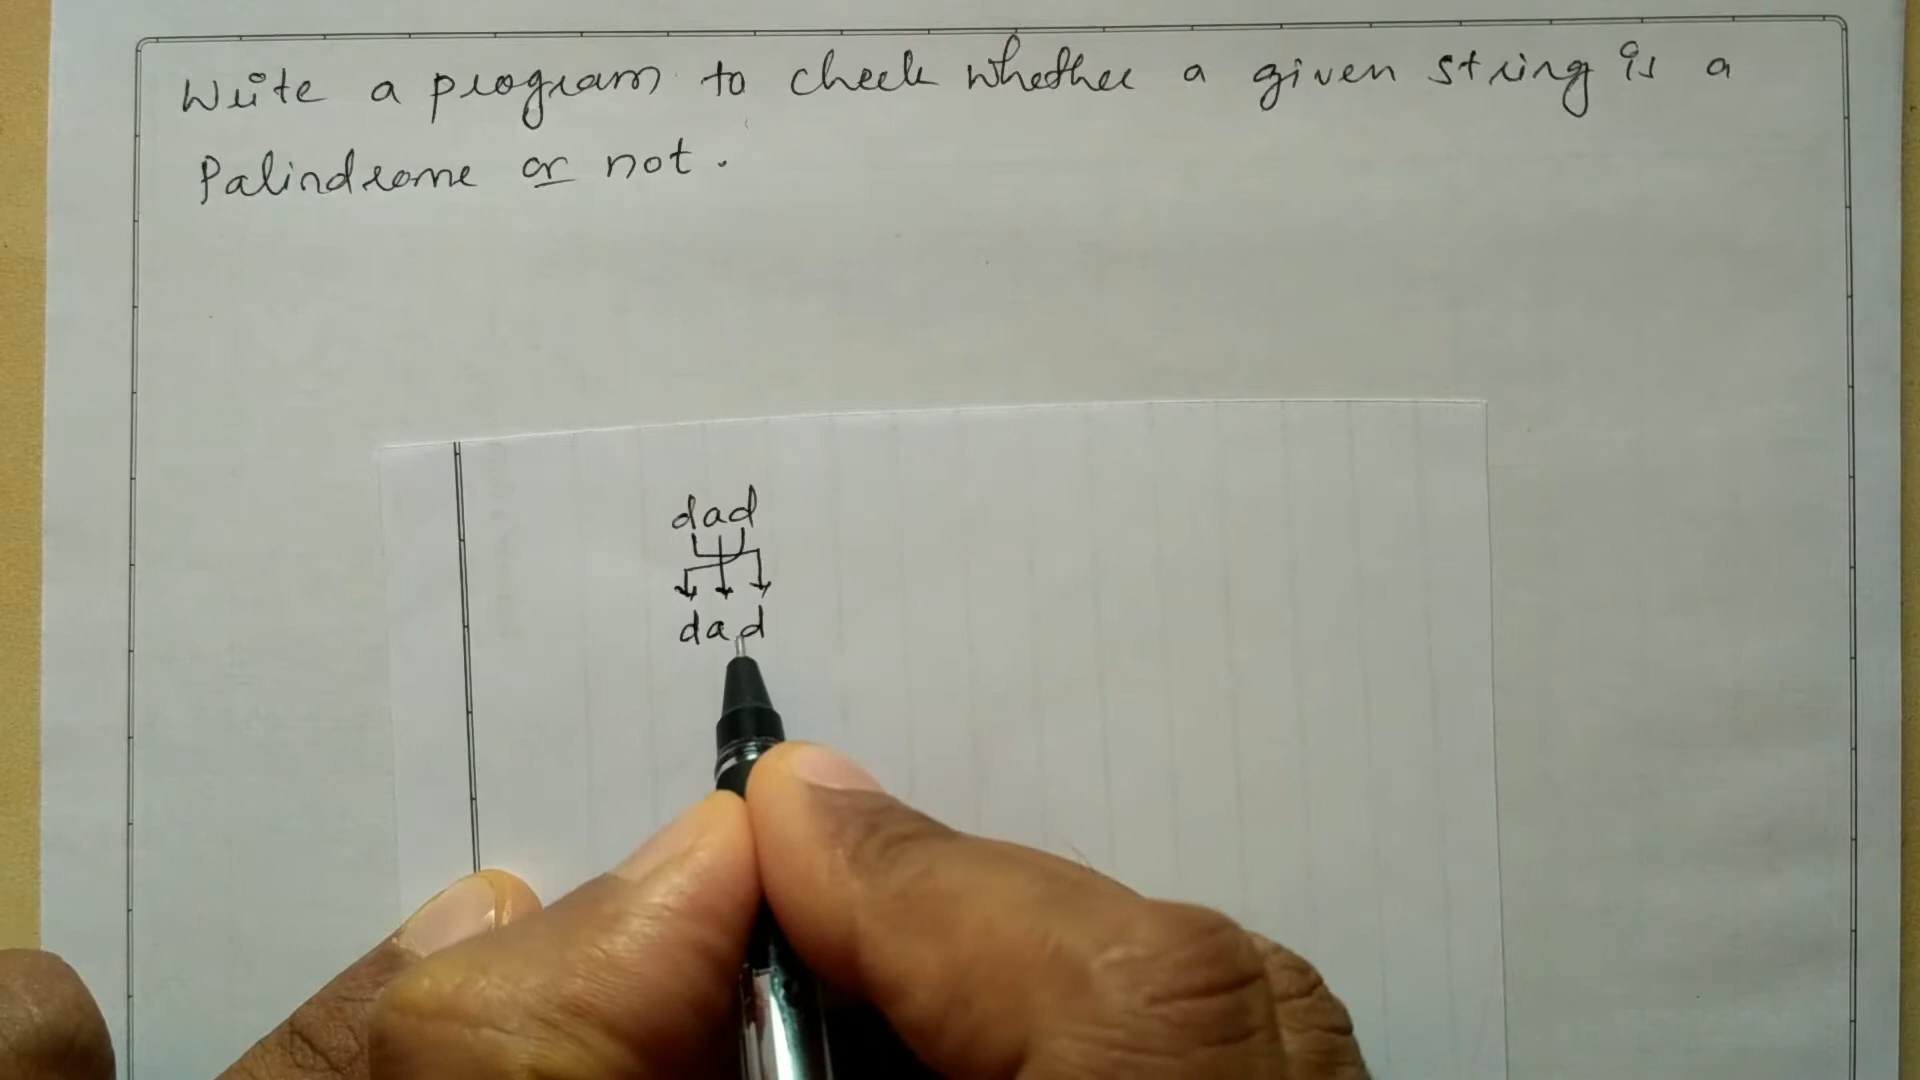 Write a program to check whether a given string is a
Palindrome or not.
dad
dad